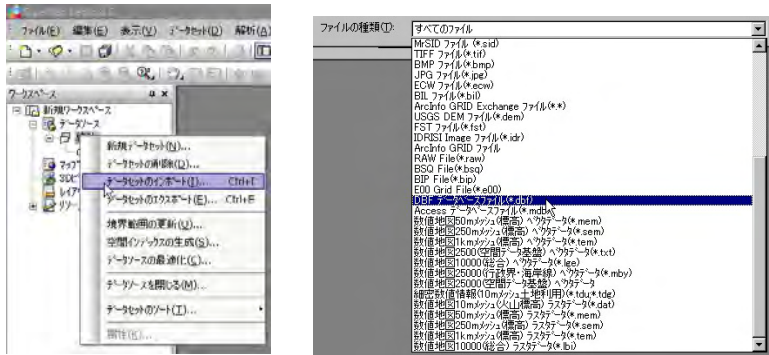 ファイル(F) 編集(E) 表示(V) データセット(D) 解析(A)
ワークスペース
新規ワークスペース
データソース
新規データセット(N)...
データセットの削除(D)...
データセットのインポート(I)... Ctrl+I
データセットのエクスポート(E)... Ctrl+E
境界範囲の更新(U)...
空間インデックスの生成(S)...
データソースの最適化(C)...
データソースを閉じる(M)...
データセットのソート(T)...
属性(K)...
ファイルの種類(T):
すべてのファイル
MrSID ファイル (*.sid)
TIFF ファイル(*.tif)
BMP ファイル(*.bmp)
JPG ファイル(*.jpe)
ECW ファイル(*.ecw)
BIL ファイル(*.bil)
ArcInfo GRID Exchange ファイル(*.*)
USGS DEM ファイル(*.dem)
FST ファイル(*.fst)
IDRISI Image ファイル(*.idr)
ArcInfo GRID ファイル
RAW File(*.raw)
BSQ File(*.bsq)
BIP File(*.bip)
E00 Grid File(*.e00)
DBF データベースファイル(*.dbf)
Access データベースファイル(*.mdb)
数値地図50mメッシュ(標高) ベクタデータ(*.mem)
数値地図250mメッシュ(標高) ベクタデータ(*.sem)
数値地図1kmメッシュ(標高) ベクタデータ(*.tem)
数値地図2500(空間データ基盤) ベクタデータ(*.txt)
数値地図10000(総合) ベクタデータ(*.lge)
数値地図25000(行政界・海岸線) ベクタデータ(*.mby)
数値地図25000(空間データ基盤) ベクタデータ
細密数値情報(10mメッシュ土地利用)(*.tdu;*.tdg)
数値地図10mメッシュ(火山標高) ラスタデータ(*.dat)
数値地図50mメッシュ(標高) ラスタデータ(*.mem)
数値地図250mメッシュ(標高) ラスタデータ(*.sem)
数値地図1kmメッシュ(標高) ラスタデータ(*.tem)
数値地図10000(総合) ラスタデータ(*.lbi)